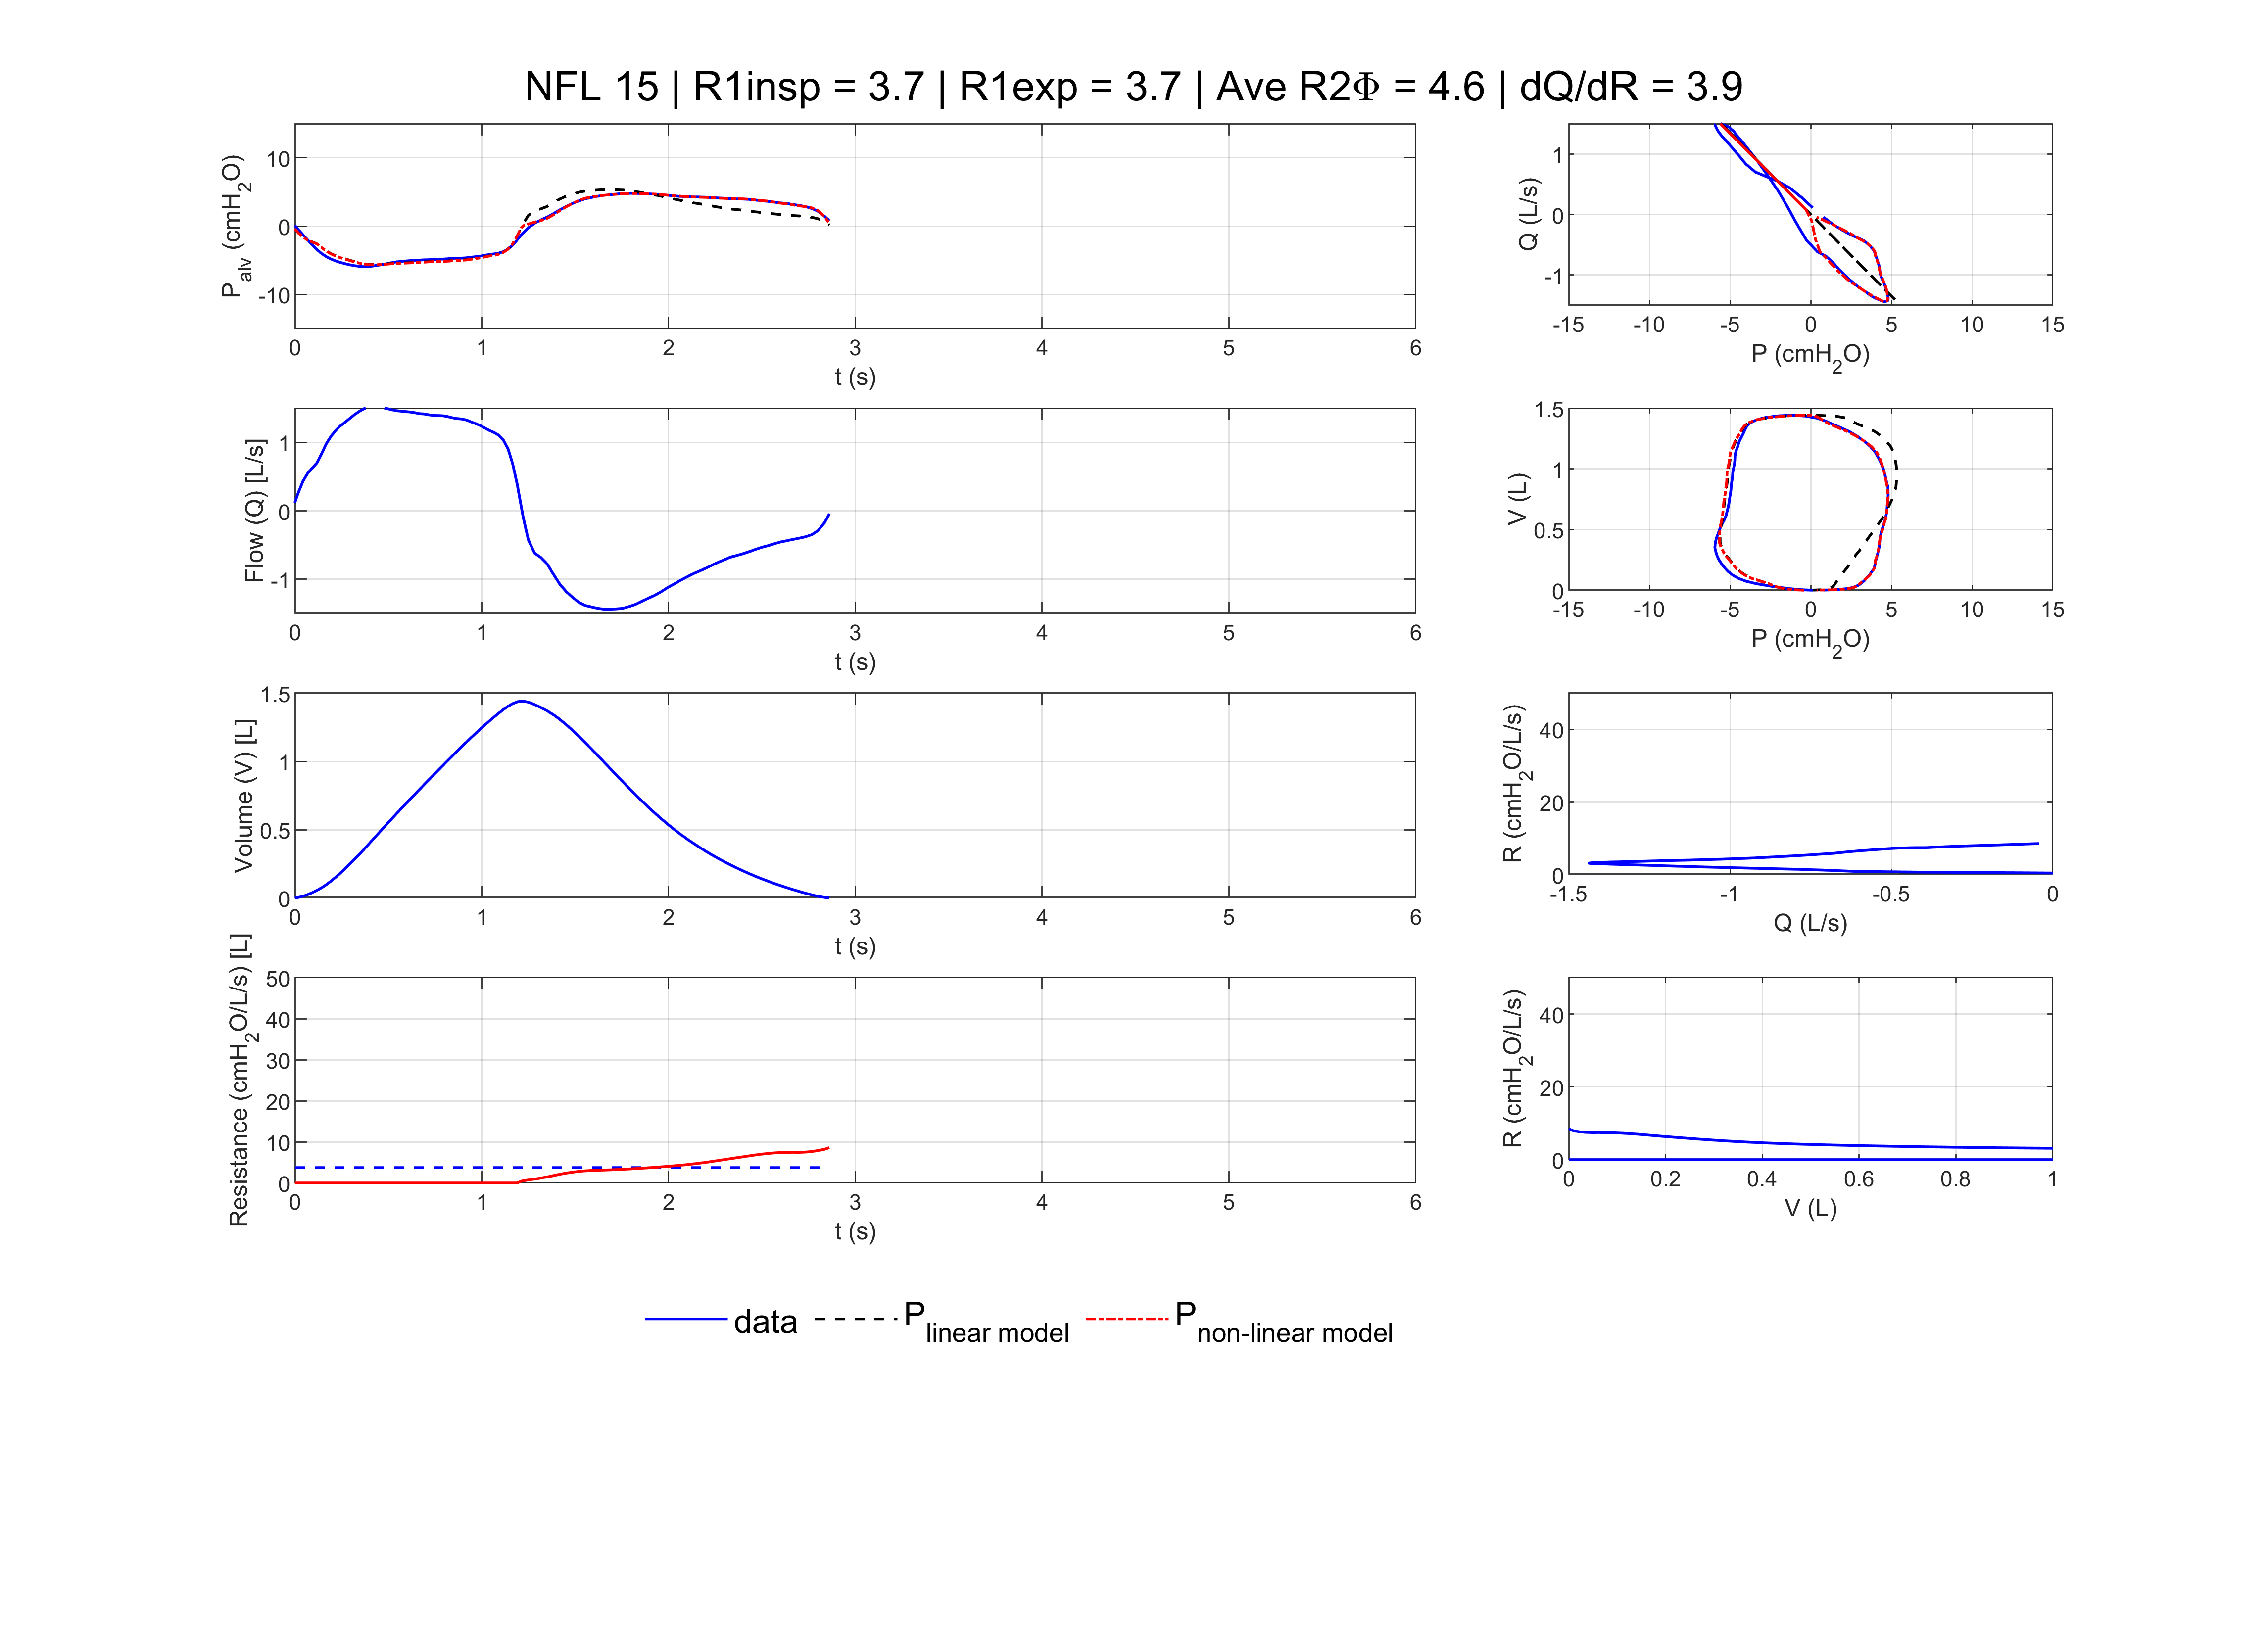 NFL 15 | R1insp = 3.7 | R1exp = 3.7 | Ave R2Φ = 4.6 | dQ/dR = 3.9
P_alv (cmH_2O)
10
0
-10
0 1 2 3 4 5 6
t (s)
Q (L/s)
1
0
-1
-15 -10 -5 0 5 10 15
P (cmH_2O)
Flow (Q) [L/s]
1
0
-1
0 1 2 3 4 5 6
t (s)
V (L)
1.5
1
0.5
0
-15 -10 -5 0 5 10 15
P (cmH_2O)
Volume (V) [L]
1.5
1
0.5
0
0 1 2 3 4 5 6
t (s)
R (cmH_2O/L/s)
40
20
0
-1.5 -1 -0.5 0
Q (L/s)
Resistance (cmH_2O/L/s) [L]
50
40
30
20
10
0
0 1 2 3 4 5 6
t (s)
R (cmH_2O/L/s)
40
20
0
0 0.2 0.4 0.6 0.8 1
V (L)
data P_linear model P_non-linear model